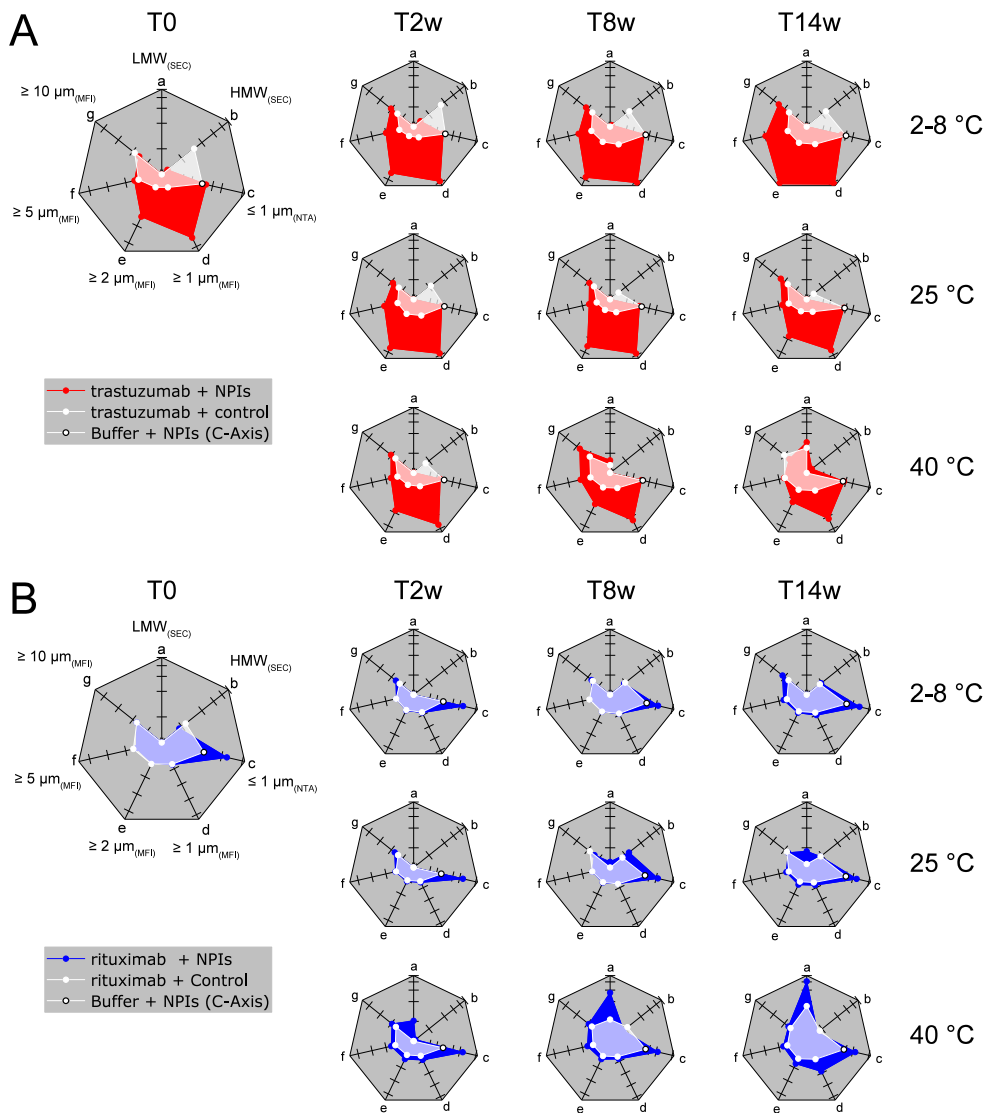 A
T0
T2w
T8w
T14w
LMW(SEC)
≥ 10 µm(MFI)
HMW(SEC)
a
b
c
d
e
f
g
≤ 1 µm(NTA)
≥ 5 µm(MFI)
≥ 2 µm(MFI)
≥ 1 µm(MFI)
a
b
c
d
e
f
g
a
b
c
d
e
f
g
a
b
c
d
e
f
g
2-8 °C
a
b
c
d
e
f
g
a
b
c
d
e
f
g
a
b
c
d
e
f
g
25 °C
trastuzumab + NPIs
trastuzumab + control
Buffer + NPIs (C-Axis)
a
b
c
d
e
f
g
a
b
c
d
e
f
g
a
b
c
d
e
f
g
40 °C
B
T0
T2w
T8w
T14w
LMW(SEC)
≥ 10 µm(MFI)
HMW(SEC)
a
b
c
d
e
f
g
≤ 1 µm(NTA)
≥ 5 µm(MFI)
≥ 2 µm(MFI)
≥ 1 µm(MFI)
a
b
c
d
e
f
g
a
b
c
d
e
f
g
a
b
c
d
e
f
g
2-8 °C
a
b
c
d
e
f
g
a
b
c
d
e
f
g
a
b
c
d
e
f
g
25 °C
rituximab + NPIs
rituximab + Control
Buffer + NPIs (C-Axis)
a
b
c
d
e
f
g
a
b
c
d
e
f
g
a
b
c
d
e
f
g
40 °C